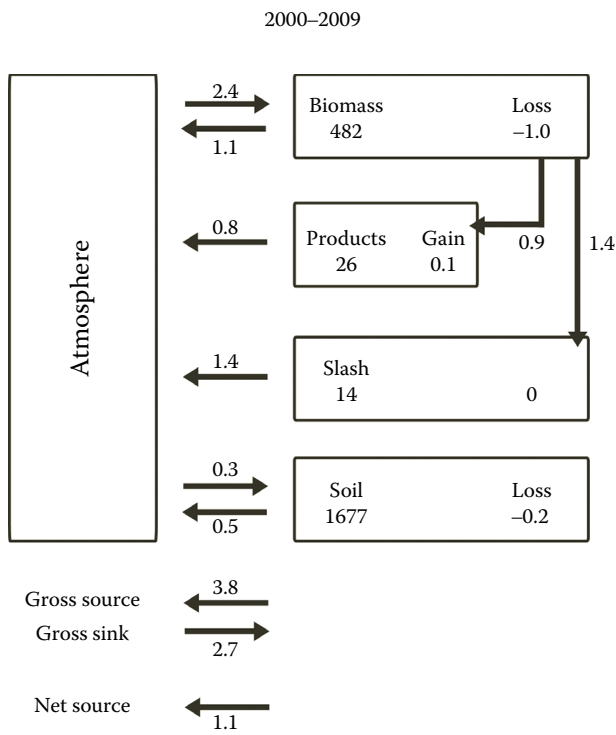 2000–2009
2.4
Biomass Loss
482 –1.0
1.1
0.8
Products Gain
26 0.1
0.9
1.4
Atmosphere
1.4
Slash
14 0
0.3
Soil Loss
1677 –0.2
0.5
Gross source 3.8
Gross sink 2.7
Net source 1.1